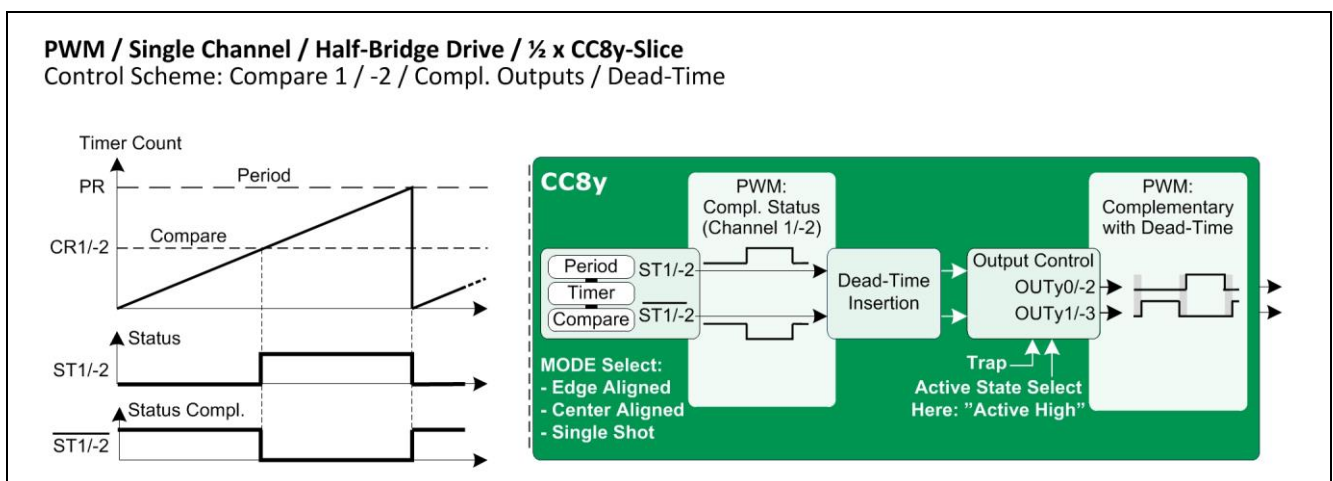 PWM / Single Channel / Half-Bridge Drive / ½ x CC8y-Slice
Control Scheme: Compare 1 / -2 / Compl. Outputs / Dead-Time
Timer Count
PR
Period
CR1/-2
Compare
Status
ST1/-2
Status Compl.
ST1/-2
CC8y
PWM:
Compl. Status
(Channel 1/-2)
PWM:
Complementary
with Dead-Time
Period
Timer
Compare
ST1/-2
ST1/-2
Dead-Time
Insertion
Output Control
OUTy0/-2
OUTy1/-3
MODE Select:
- Edge Aligned
- Center Aligned
- Single Shot
Trap
Active State Select
Here: ”Active High”